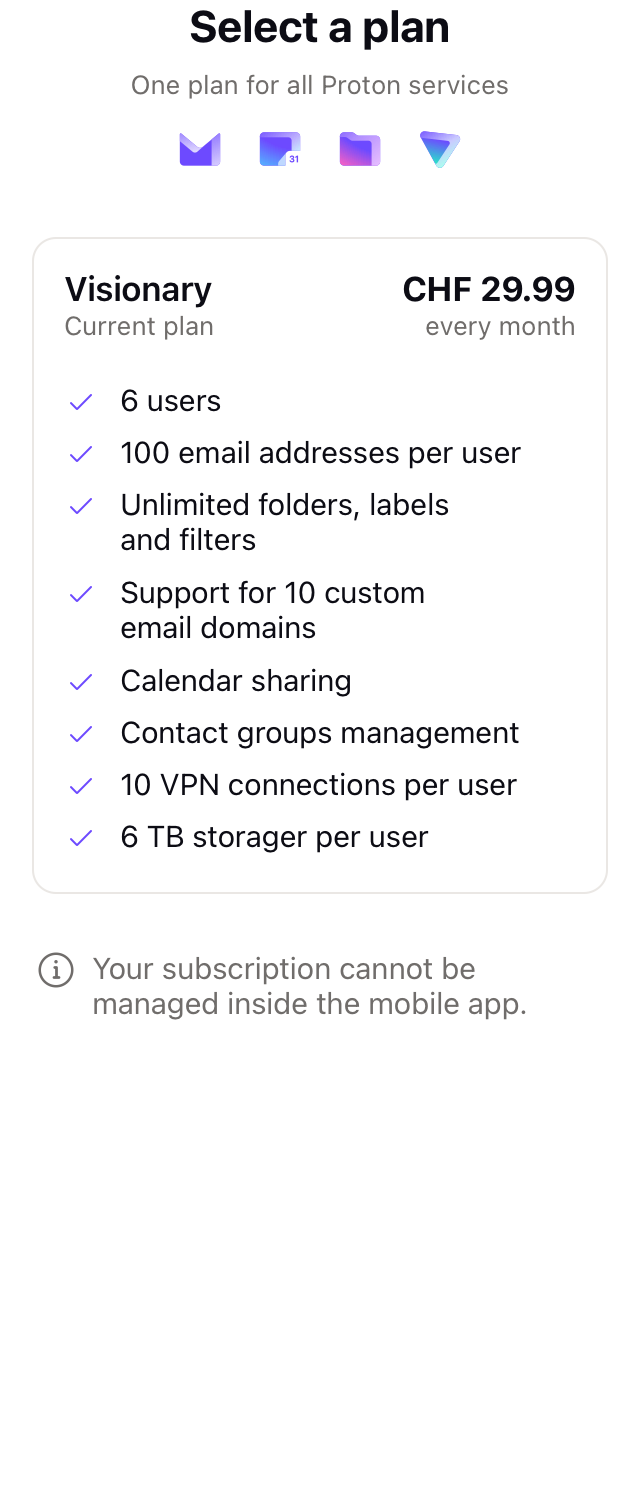 Select a plan
One plan for all Proton services
31
Visionary
CHF 29.99
Current plan
every month
6 users
100 email addresses per user
Unlimited folders, labels
and filters
Support for 10 custom
email domains
Calendar sharing
Contact groups management
10 VPN connections per user
6 TB storager per user
Your subscription cannot be
managed inside the mobile app.